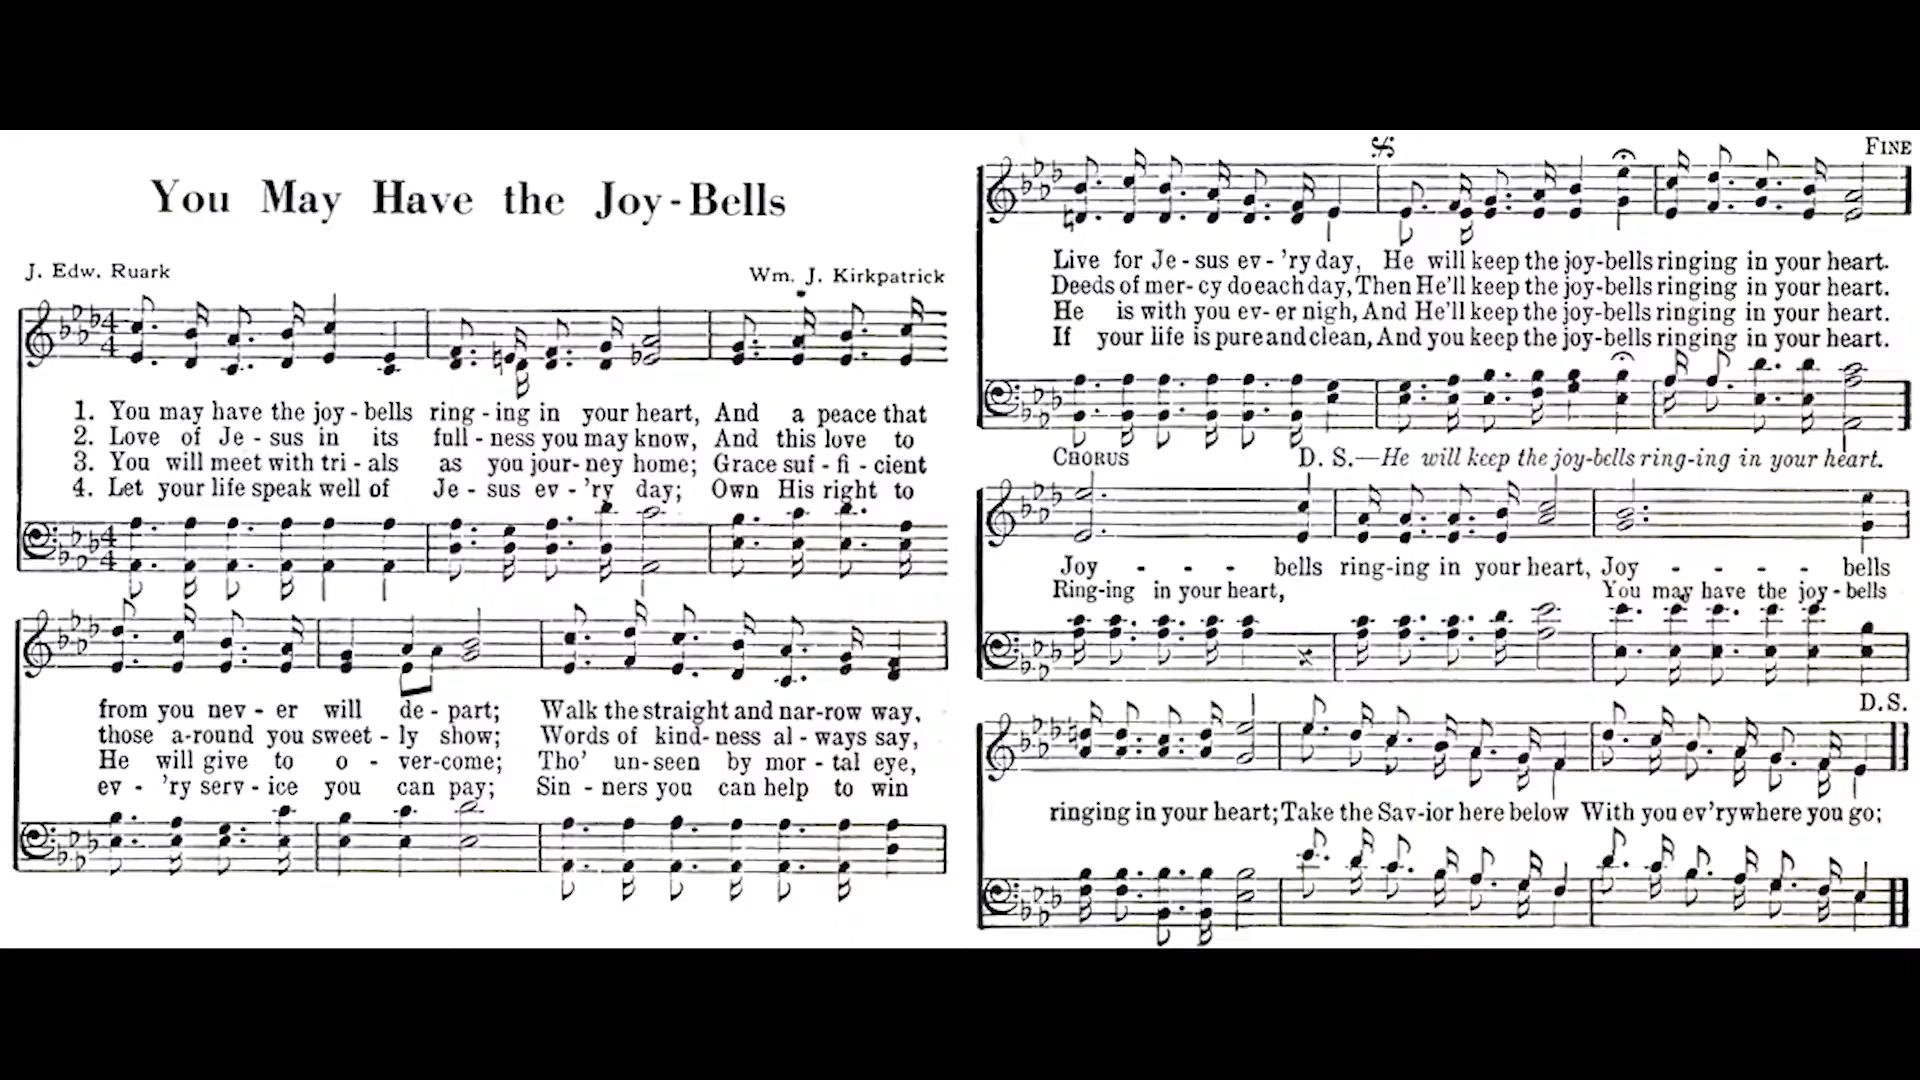 You May Have the Joy-Bells
J. Edw. Ruark
Wm. J. Kirkpatrick
1. You may have the joy - bells ring - ing in your heart, And a peace that
2. Love of Je - sus in its full - ness you may know, And this love to
3. You will meet with tri - als as you jour- ney home; Grace suf - fi - cient
4. Let your life speak well of Je - sus ev - 'ry day; Own His right to
from you nev - er will de - part; Walk the straight and nar-row way,
those a-round you sweet - ly show; Words of kind- ness al - ways say,
He will give to o - ver-come; Tho' un-seen by mor - tal eye,
ev - 'ry serv - ice you can pay; Sin - ners you can help to win
FINE
Live for Je - sus ev - 'ry day, He will keep the joy-bells ringing in your heart.
Deeds of mer- cy do each day, Then He'll keep the joy-bells ringing in your heart.
He is with you ev- er nigh, And He'll keep the joy-bells ringing in your heart.
If your life is pure and clean, And you keep the joy-bells ringing in your heart.
CHORUS D. S.—He will keep the joy-bells ring-ing in your heart.
Joy - - - bells ring-ing in your heart, Joy - - - - bells
Ring-ing in your heart, You may have the joy - bells
D.S.
ringing in your heart; Take the Sav-ior here below With you ev'rywhere you go;